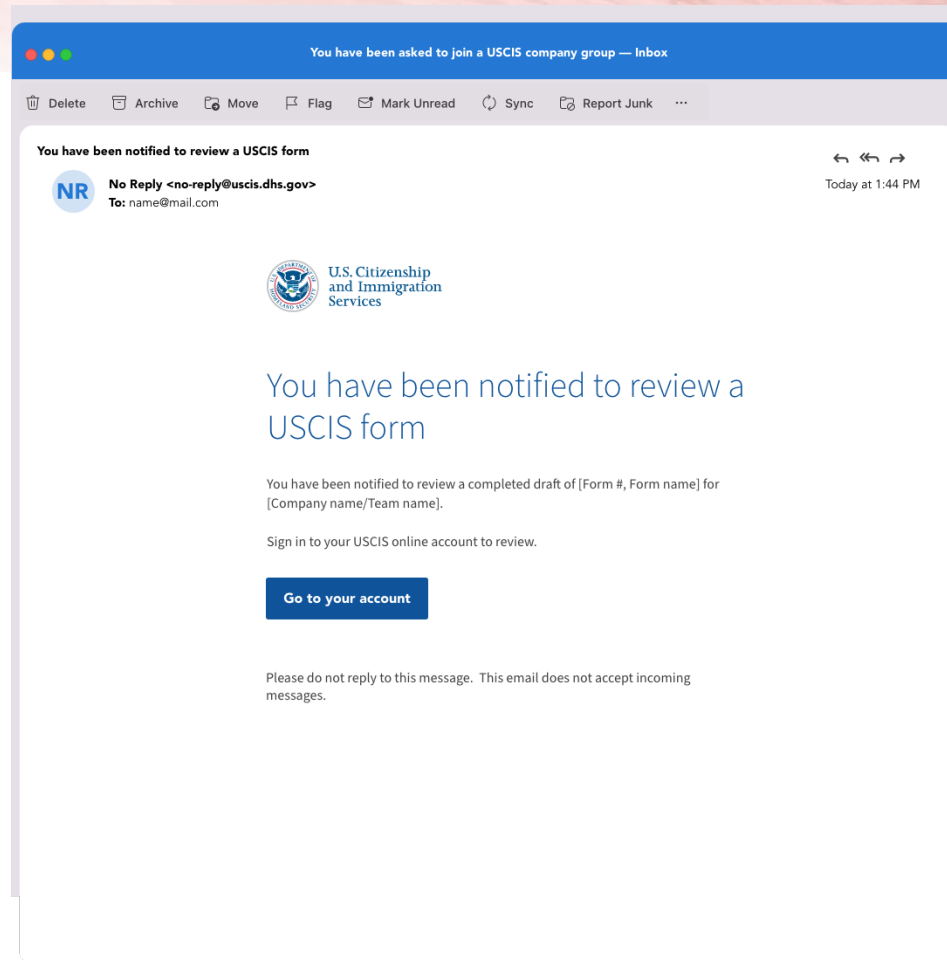 You have been asked to join a USCIS company group — Inbox
Delete Archive Move Flag Mark Unread Sync Report Junk ...
You have been notified to review a USCIS form
NR
No Reply <no-reply@uscis.dhs.gov>
Today at 1:44 PM
To: name@mail.com
U.S. DEPARTMENT OF HOMELAND SECURITY
U.S. Citizenship
and Immigration
Services
You have been notified to review a
USCIS form
You have been notified to review a completed draft of [Form #, Form name] for
[Company name/Team name].
Sign in to your USCIS online account to review.
Go to your account
Please do not reply to this message.  This email does not accept incoming
messages.